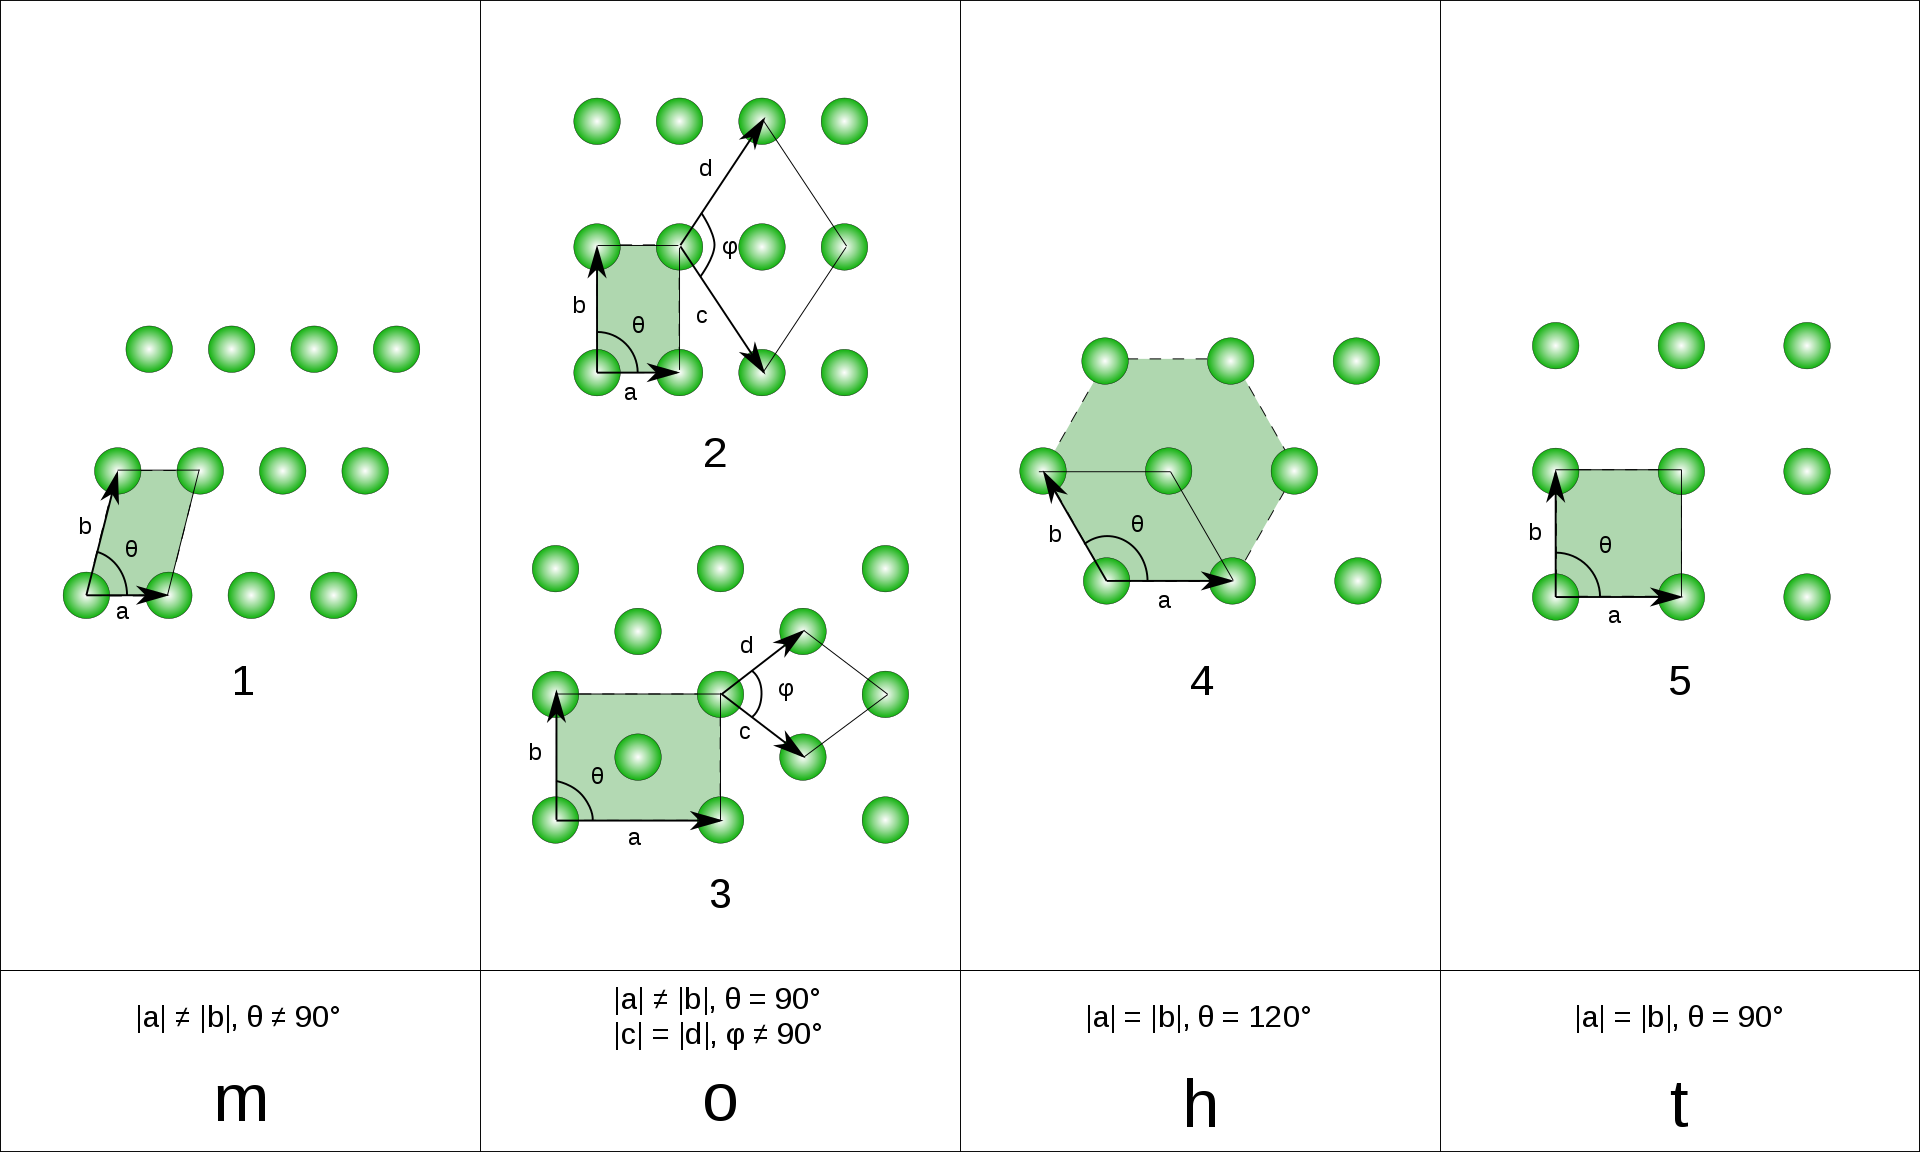 d
φ
b
θ
c
a
2
b
θ
a
1
d
φ
c
b
θ
a
3
b
θ
a
4
b
θ
a
5
|a| ≠ |b|, θ ≠ 90°
m
|a| ≠ |b|, θ = 90°
|c| = |d|, φ ≠ 90°
o
|a| = |b|, θ = 120°
h
|a| = |b|, θ = 90°
t